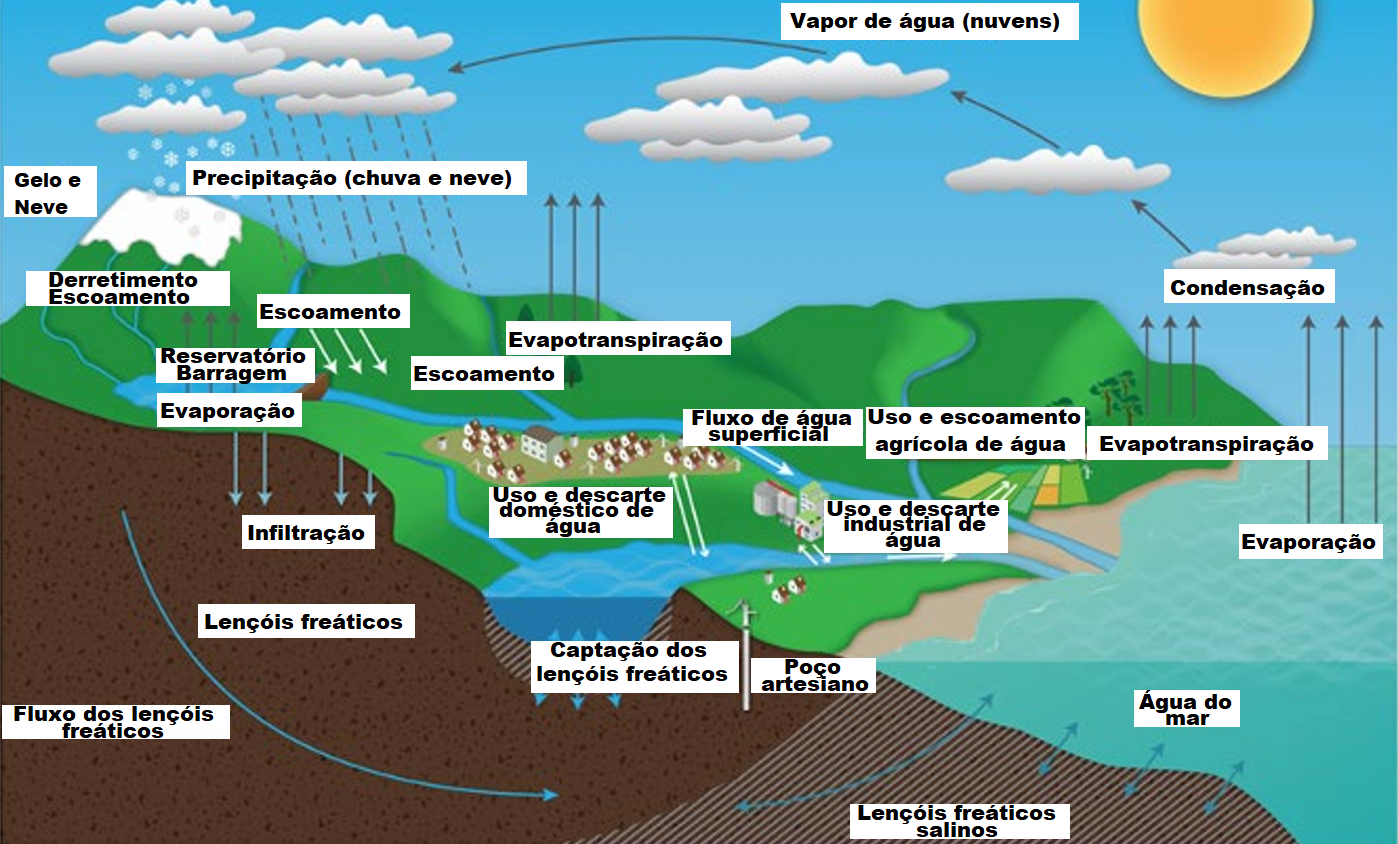 Vapor de água (nuvens)
Gelo e
Neve
Precipitação (chuva e neve)
Derretimento
Escoamento
Escoamento
Condensação
Evapotranspiração
Reservatório
Barragem
Escoamento
Evaporação
Fluxo de água
superficial
Uso e escoamento
agrícola de água
Evapotranspiração
Uso e descarte
doméstico de
água
Uso e descarte
industrial de
água
Infiltração
Evaporação
Lençóis freáticos
Captação dos
lençóis freáticos
Poço
artesiano
Fluxo dos lençóis
freáticos
Água do
mar
Lençóis freáticos
salinos